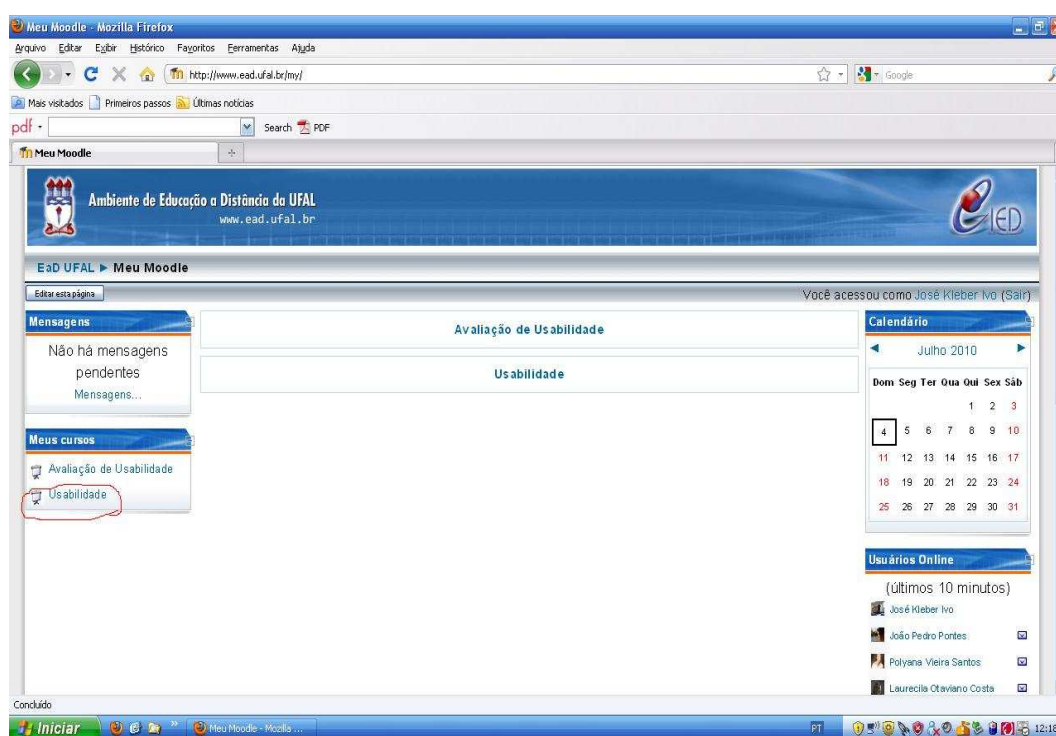 Meu Moodle - Mozilla Firefox
Arquivo Editar Exibir Histórico Favoritos Ferramentas Ajuda
http://www.ead.ufal.br/my/
Google
Mais visitados Primeiros passos Últimas notícias
pdf - Search PDF
Meu Moodle
Ambiente de Educação a Distância da UFAL
www.ead.ufal.br
CIED
EaD UFAL ► Meu Moodle
Editar esta página
Você acessou como José Kleber Ivo (Sair)
Mensagens
Não há mensagens
pendentes
Mensagens...
Meus cursos
Avaliação de Usabilidade
Usabilidade
Avaliação de Usabilidade
Usabilidade
Calendário
◄ Julho 2010 ►
Dom Seg Ter Qua Qui Sex Sáb
1 2 3
4 5 6 7 8 9 10
11 12 13 14 15 16 17
18 19 20 21 22 23 24
25 26 27 28 29 30 31
Usuários Online
(últimos 10 minutos)
José Kleber Ivo
João Pedro Pontes
Polyana Vieira Santos
Laurecila Otaviano Costa
Concluído
Iniciar
Meu Moodle - Mozilla ...
PT
12:18